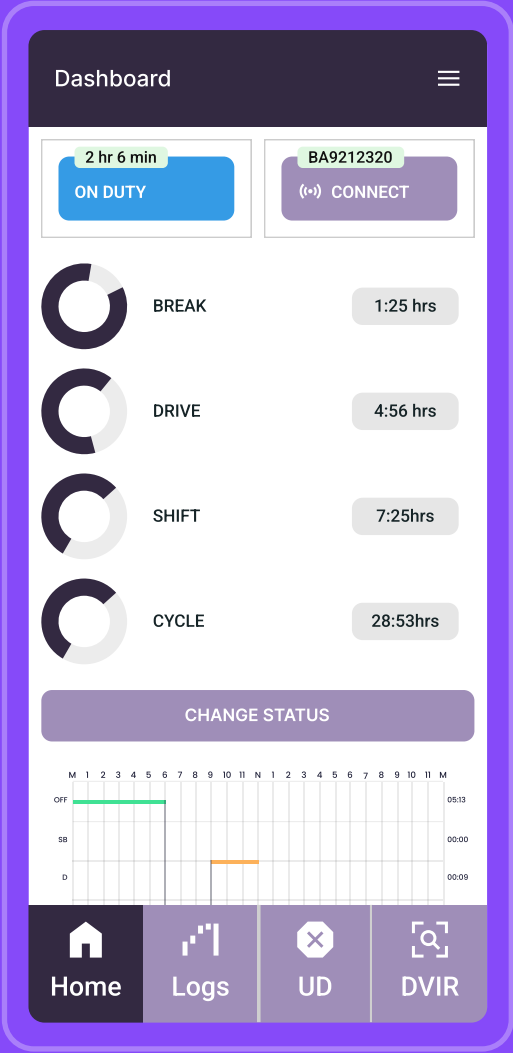 Dashboard
2 hr 6 min
ON DUTY
BA9212320
CONNECT
BREAK
1:25 hrs
DRIVE
4:56 hrs
SHIFT
7:25hrs
CYCLE
28:53hrs
CHANGE STATUS
M 1 2 3 4 5 6 7 8 9 10 11 N 1 2 3 4 5 6 7 8 9 10 11 M
OFF 05:13
SB 00:00
D 00:09
Home Logs UD DVIR